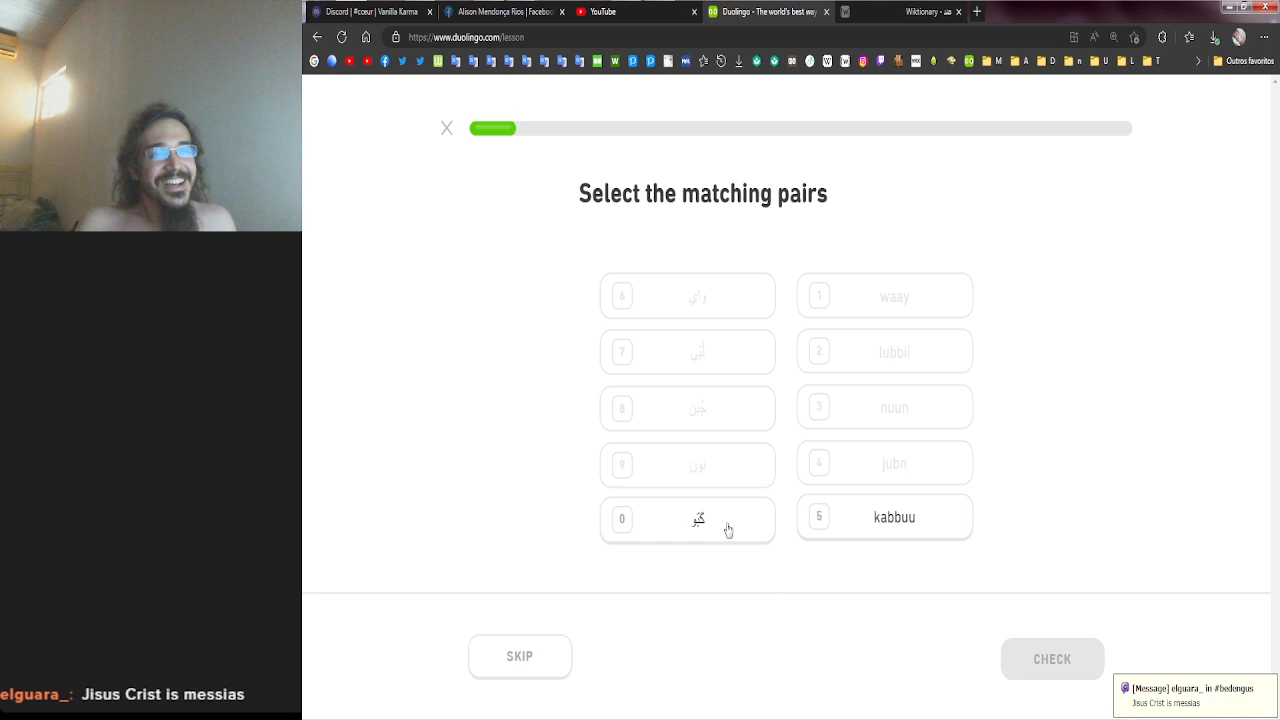 Discord | #cœur | Vanilla Karma
Alison Mendonça Rios | Faceboo
YouTube
Duolingo - The world's best way
Wiktionary
https://www.duolingo.com/lesson
M
A
D
n
U
L
T
Outros favoritos
X
Select the matching pairs
6 واي
1 waay
7 لُبّي
2 lubbii
8 جُبن
3 nuun
9 نون
4 jubn
0 كَبّو
5 kabbuu
SKIP
CHECK
elguara_: Jisus Crist is messias
[Message] elguara_ in #bedengus
Jisus Crist is messias